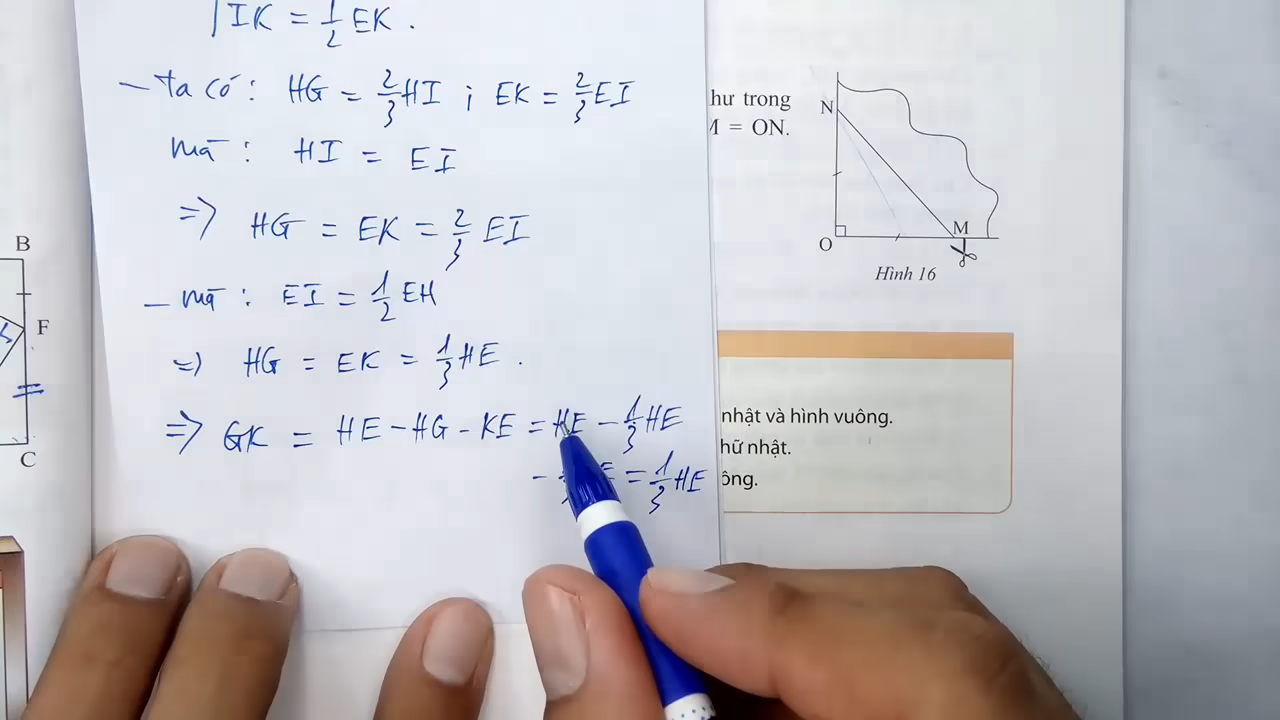 IK = 1/2 EK.
- Ta có: HG = 2/3 HI ; EK = 2/3 EI
mà: HI = EI
=> HG = EK = 2/3 EI
- mà: EI = 1/2 EH
=> HG = EK = 1/3 HE.
=> GK = HE - HG - KE = HE - 1/3 HE
- E = 1/3 HE
hư trong
= ON.
N
O
M
Hình 16
nhật và hình vuông.
hữ nhật.
ông.
B
F
C